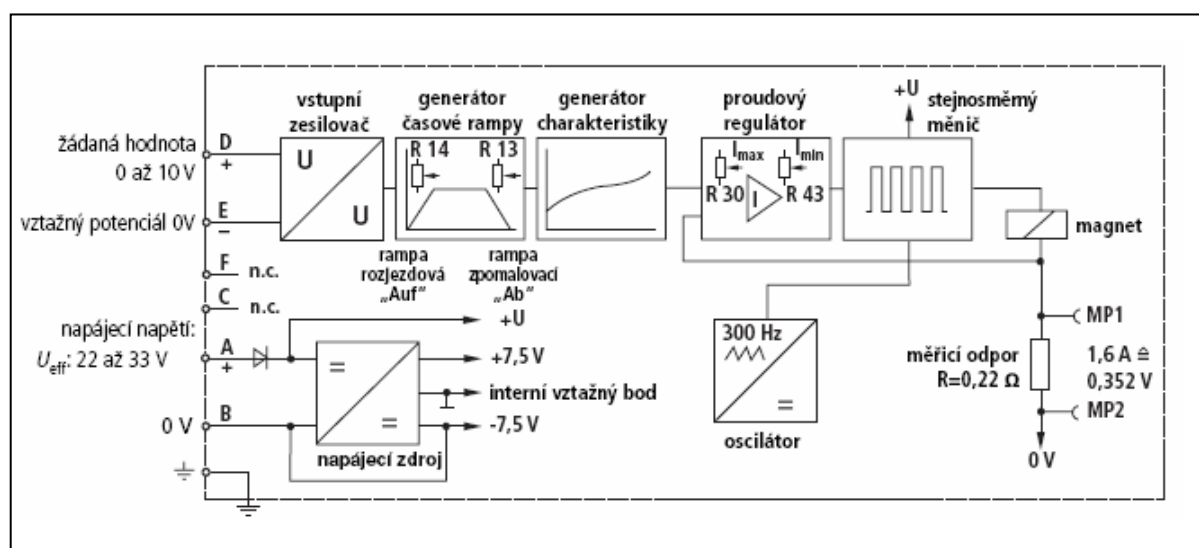 vstupní
zesilovač
generátor
časové rampy
generátor
charakteristiky
proudový
regulátor
+U
stejnosměrný
měnič
žádaná hodnota
0 až 10 V
D
+
U
U
R 14
R 13
Imax
Imin
R 30
I
R 43
vztažný potenciál 0V
E
–
magnet
F
n.c.
rampa
rozjezdová
„Auf"
rampa
zpomalovací
„Ab"
C
n.c.
napájecí napětí:
Ueff: 22 až 33 V
A
+
+U
+7,5 V
=
interní vztažný bod
=
-7,5 V
0 V
B
napájecí zdroj
300 Hz
=
oscilátor
MP1
měřicí odpor
R=0,22 Ω
1,6 A ≙
0,352 V
MP2
0 V